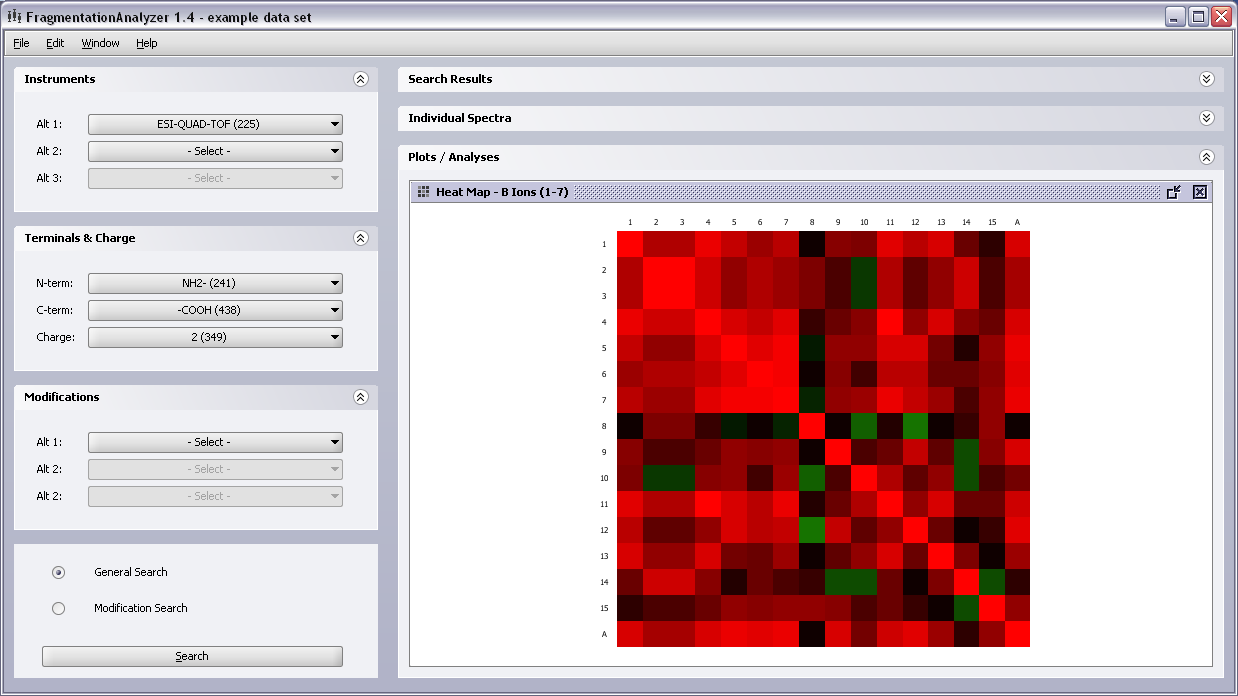 FragmentationAnalyzer 1.4 - example data set
File Edit Window Help
Instruments
Alt 1: ESI-QUAD-TOF (225)
Alt 2: - Select -
Alt 3: - Select -
Terminals & Charge
N-term: NH2- (241)
C-term: -COOH (438)
Charge: 2 (349)
Modifications
Alt 1: - Select -
Alt 2: - Select -
Alt 2: - Select -
General Search
Modification Search
Search
Search Results
Individual Spectra
Plots / Analyses
Heat Map - B Ions (1-7)
1 2 3 4 5 6 7 8 9 10 11 12 13 14 15 A
1
2
3
4
5
6
7
8
9
10
11
12
13
14
15
A